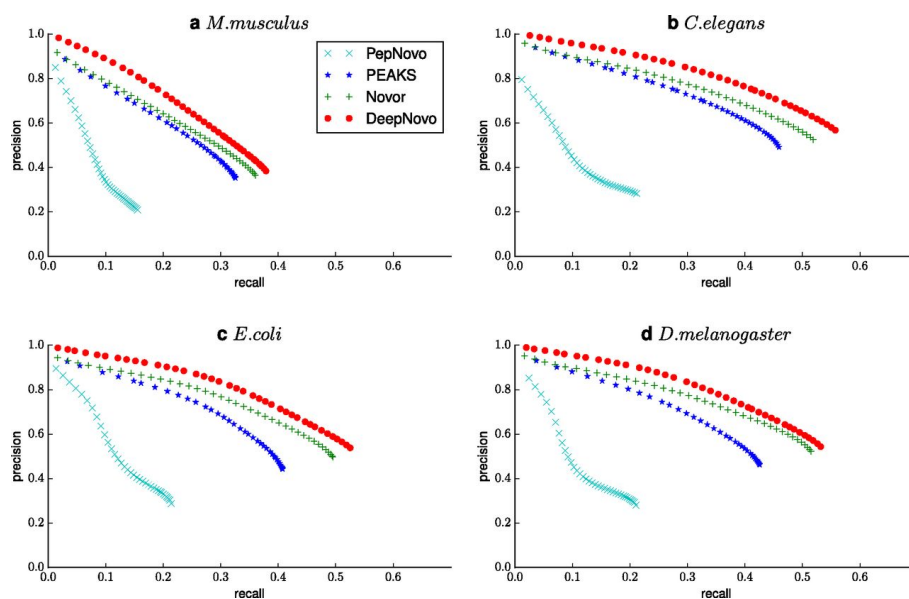 a M.musculus
1.0
0.8
0.6
0.4
0.2
0.0
precision
PepNovo
PEAKS
Novor
DeepNovo
0.0 0.1 0.2 0.3 0.4 0.5 0.6
recall
b C.elegans
1.0
0.8
0.6
0.4
0.2
0.0
precision
0.0 0.1 0.2 0.3 0.4 0.5 0.6
recall
c E.coli
1.0
0.8
0.6
0.4
0.2
0.0
precision
0.0 0.1 0.2 0.3 0.4 0.5 0.6
recall
d D.melanogaster
1.0
0.8
0.6
0.4
0.2
0.0
precision
0.0 0.1 0.2 0.3 0.4 0.5 0.6
recall